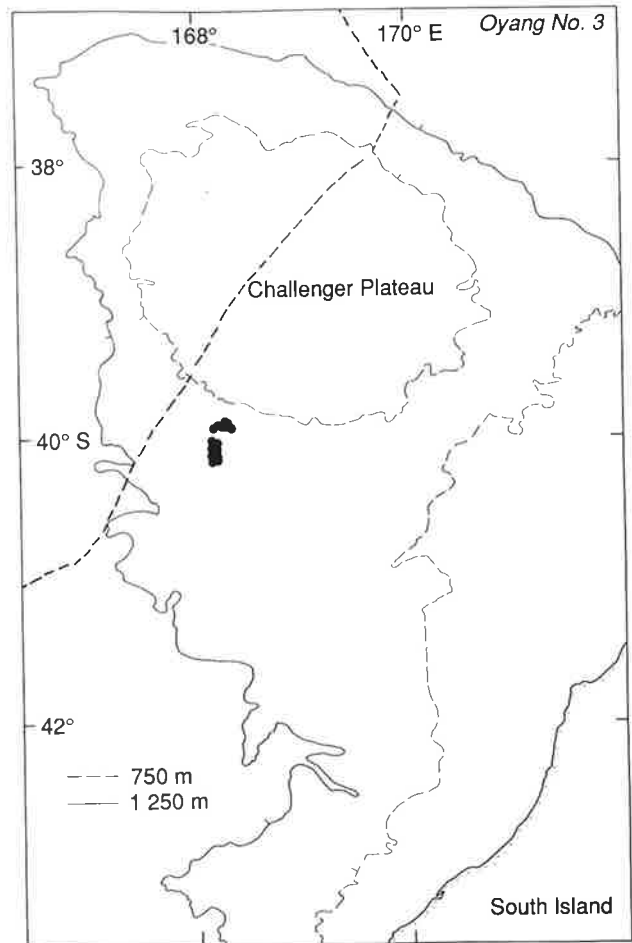 168°
170° E
Oyang No. 3
38°
Challenger Plateau
40° S
42°
750 m
1 250 m
South Island